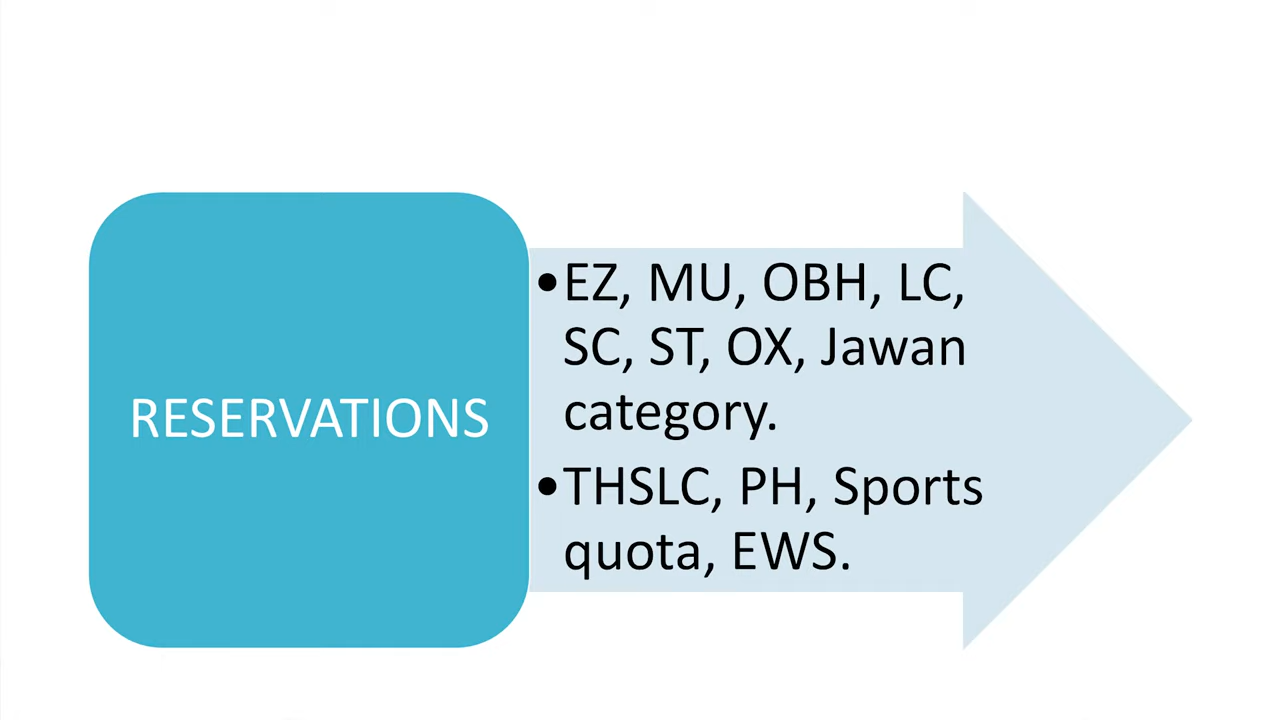 RESERVATIONS
•EZ, MU, OBH, LC,
SC, ST, OX, Jawan
category.
•THSLC, PH, Sports
quota, EWS.